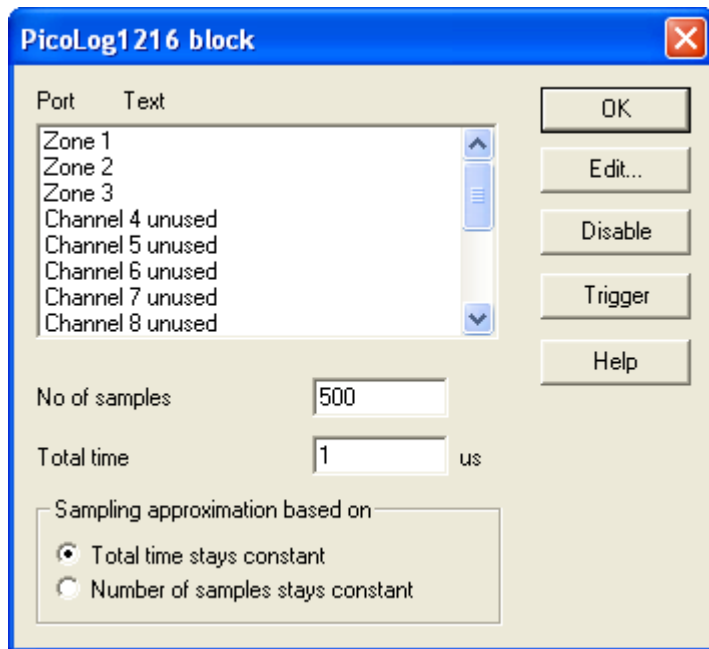 PicoLog1216 block
Port Text
Zone 1
Zone 2
Zone 3
Channel 4 unused
Channel 5 unused
Channel 6 unused
Channel 7 unused
Channel 8 unused
OK
Edit...
Disable
Trigger
Help
No of samples 500
Total time 1 us
Sampling approximation based on
Total time stays constant
Number of samples stays constant